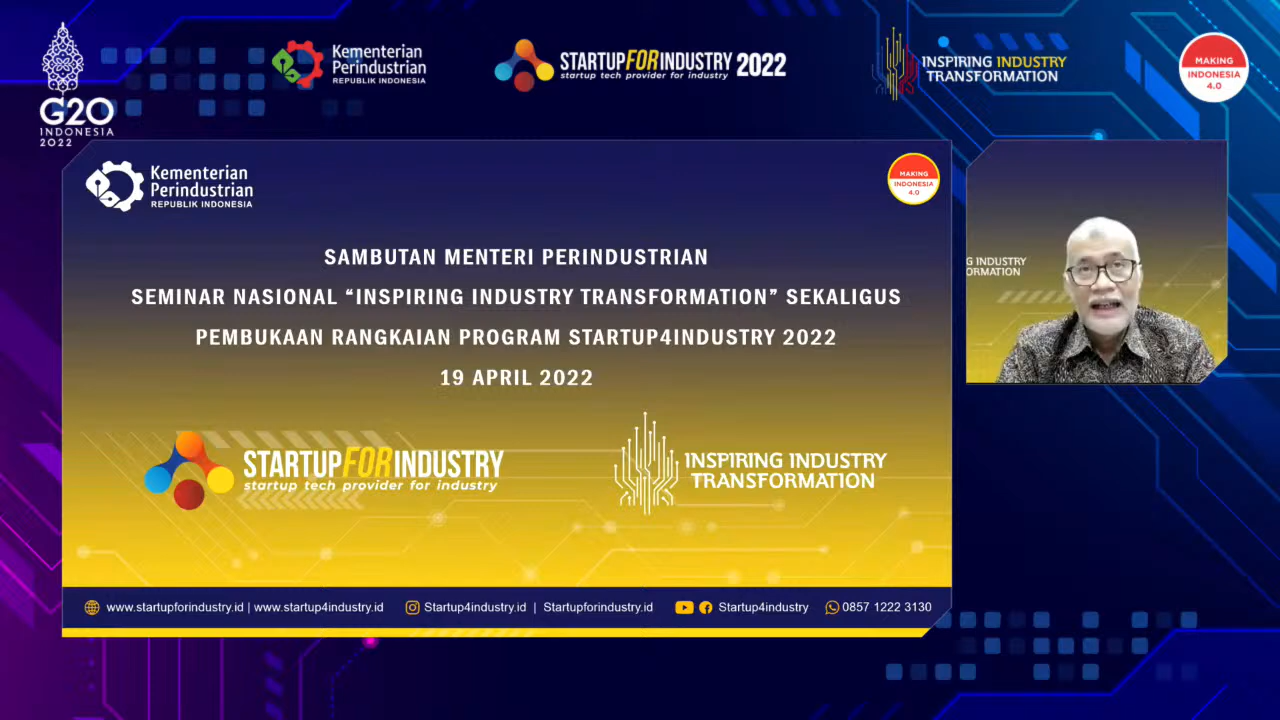 G20
INDONESIA
2022
Kementerian
Perindustrian
REPUBLIK INDONESIA
STARTUPFORINDUSTRY 2022
startup tech provider for industry
INSPIRING INDUSTRY
TRANSFORMATION
MAKING
INDONESIA
4.0
Kementerian
Perindustrian
REPUBLIK INDONESIA
MAKING
INDONESIA
4.0
SAMBUTAN MENTERI PERINDUSTRIAN
SEMINAR NASIONAL “INSPIRING INDUSTRY TRANSFORMATION” SEKALIGUS
PEMBUKAAN RANGKAIAN PROGRAM STARTUP4INDUSTRY 2022
19 APRIL 2022
STARTUPFORINDUSTRY
startup tech provider for industry
INSPIRING INDUSTRY
TRANSFORMATION
www.startupforindustry.id | www.startup4industry.id
Startup4industry.id | Startupforindustry.id
Startup4industry
0857 1222 3130
G INDUSTRY
ORMATION